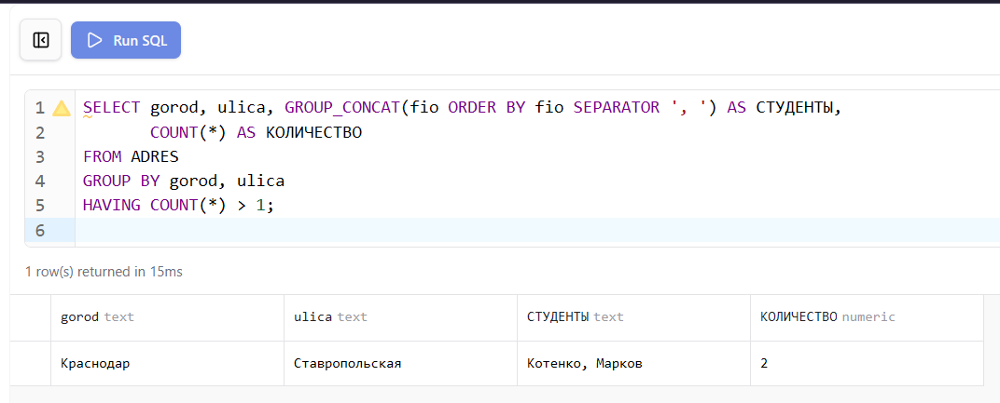 Run SQL
1 SELECT gorod, ulica, GROUP_CONCAT(fio ORDER BY fio SEPARATOR ', ') AS СТУДЕНТЫ,
2 COUNT(*) AS КОЛИЧЕСТВО
3 FROM ADRES
4 GROUP BY gorod, ulica
5 HAVING COUNT(*) > 1;
6
1 row(s) returned in 15ms
gorod text ulica text СТУДЕНТЫ text КОЛИЧЕСТВО numeric
Краснодар Ставропольская Котенко, Марков 2